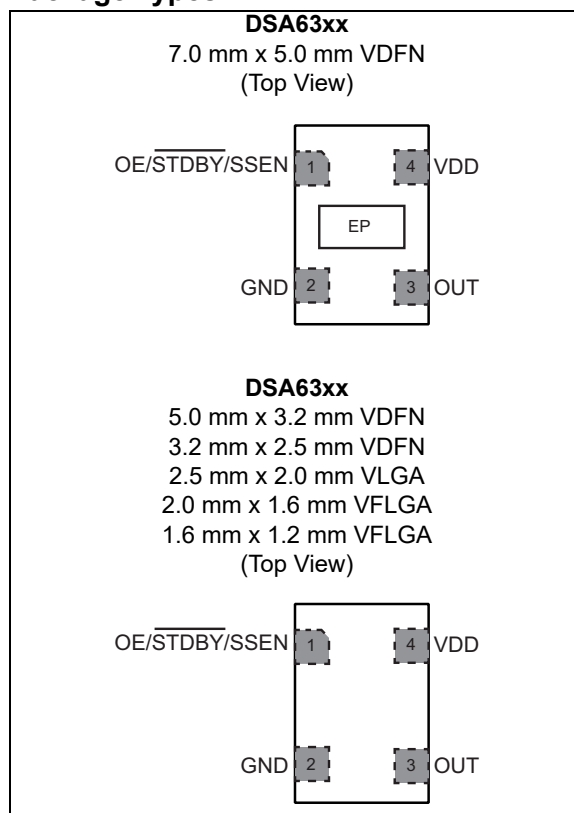 DSA63xx
7.0 mm x 5.0 mm VDFN
(Top View)
OE/STDBY/SSEN 1 4 VDD
EP
GND 2 3 OUT
DSA63xx
5.0 mm x 3.2 mm VDFN
3.2 mm x 2.5 mm VDFN
2.5 mm x 2.0 mm VLGA
2.0 mm x 1.6 mm VFLGA
1.6 mm x 1.2 mm VFLGA
(Top View)
OE/STDBY/SSEN 1 4 VDD
GND 2 3 OUT